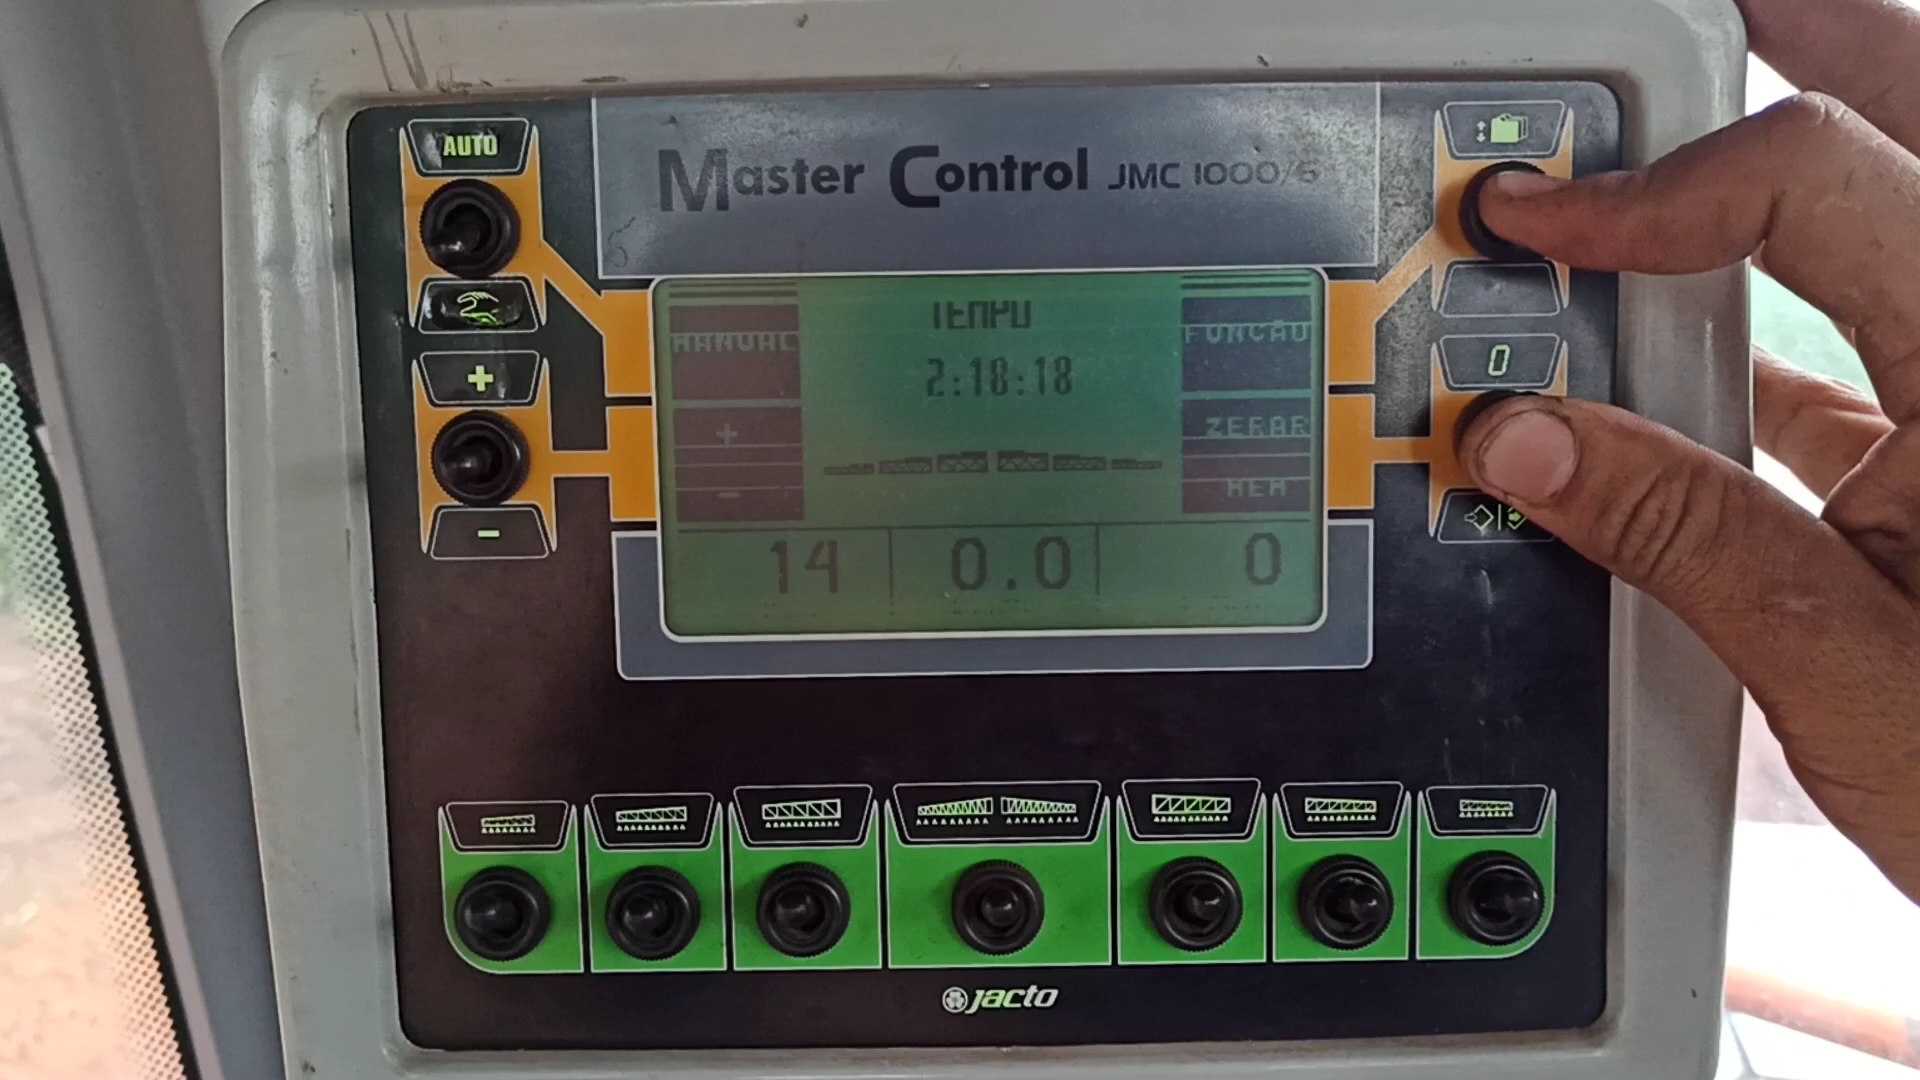 AUTO
Master Control JMC 1000/6
TEMPO
MANUAL
FUNCAO
2:18:18
+
0
+
ZERAR
-
MEM
-
14 0.0 0
jacto